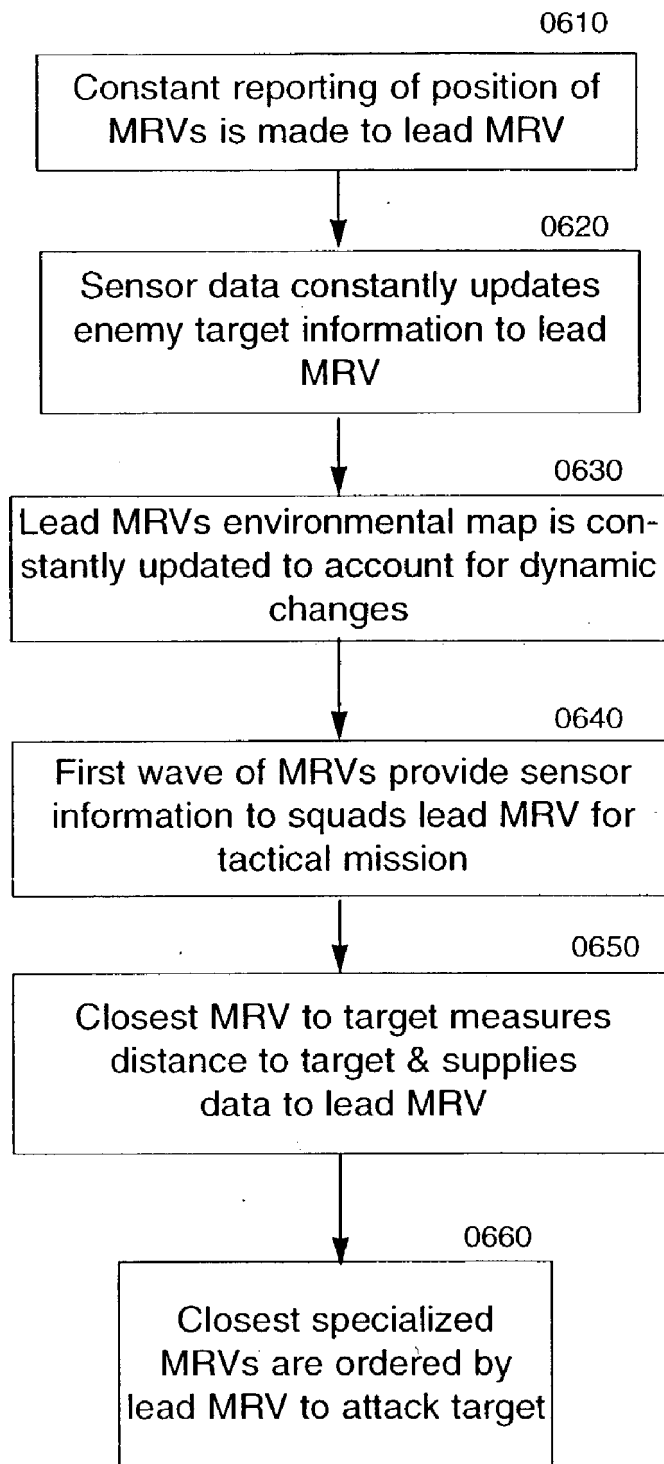 0610
Constant reporting of position of
MRVs is made to lead MRV
0620
Sensor data constantly updates
enemy target information to lead
MRV
0630
Lead MRVs environmental map is con-
stantly updated to account for dynamic
changes
0640
First wave of MRVs provide sensor
information to squads lead MRV for
tactical mission
0650
Closest MRV to target measures
distance to target & supplies
data to lead MRV
0660
Closest specialized
MRVs are ordered by
lead MRV to attack target